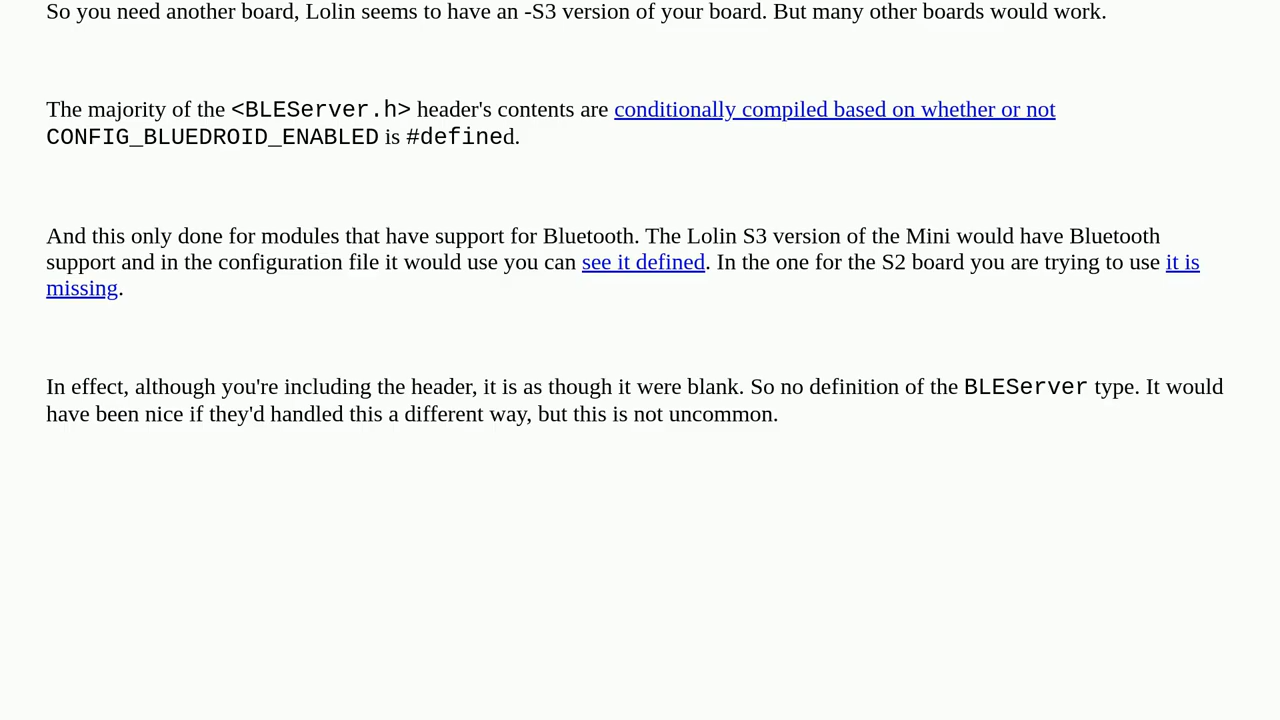 So you need another board, Lolin seems to have an -S3 version of your board. But many other boards would work.
The majority of the <BLEServer.h> header's contents are conditionally compiled based on whether or not
CONFIG_BLUEDROID_ENABLED is #defined.
And this only done for modules that have support for Bluetooth. The Lolin S3 version of the Mini would have Bluetooth
support and in the configuration file it would use you can see it defined. In the one for the S2 board you are trying to use it is
missing.
In effect, although you're including the header, it is as though it were blank. So no definition of the BLEServer type. It would
have been nice if they'd handled this a different way, but this is not uncommon.